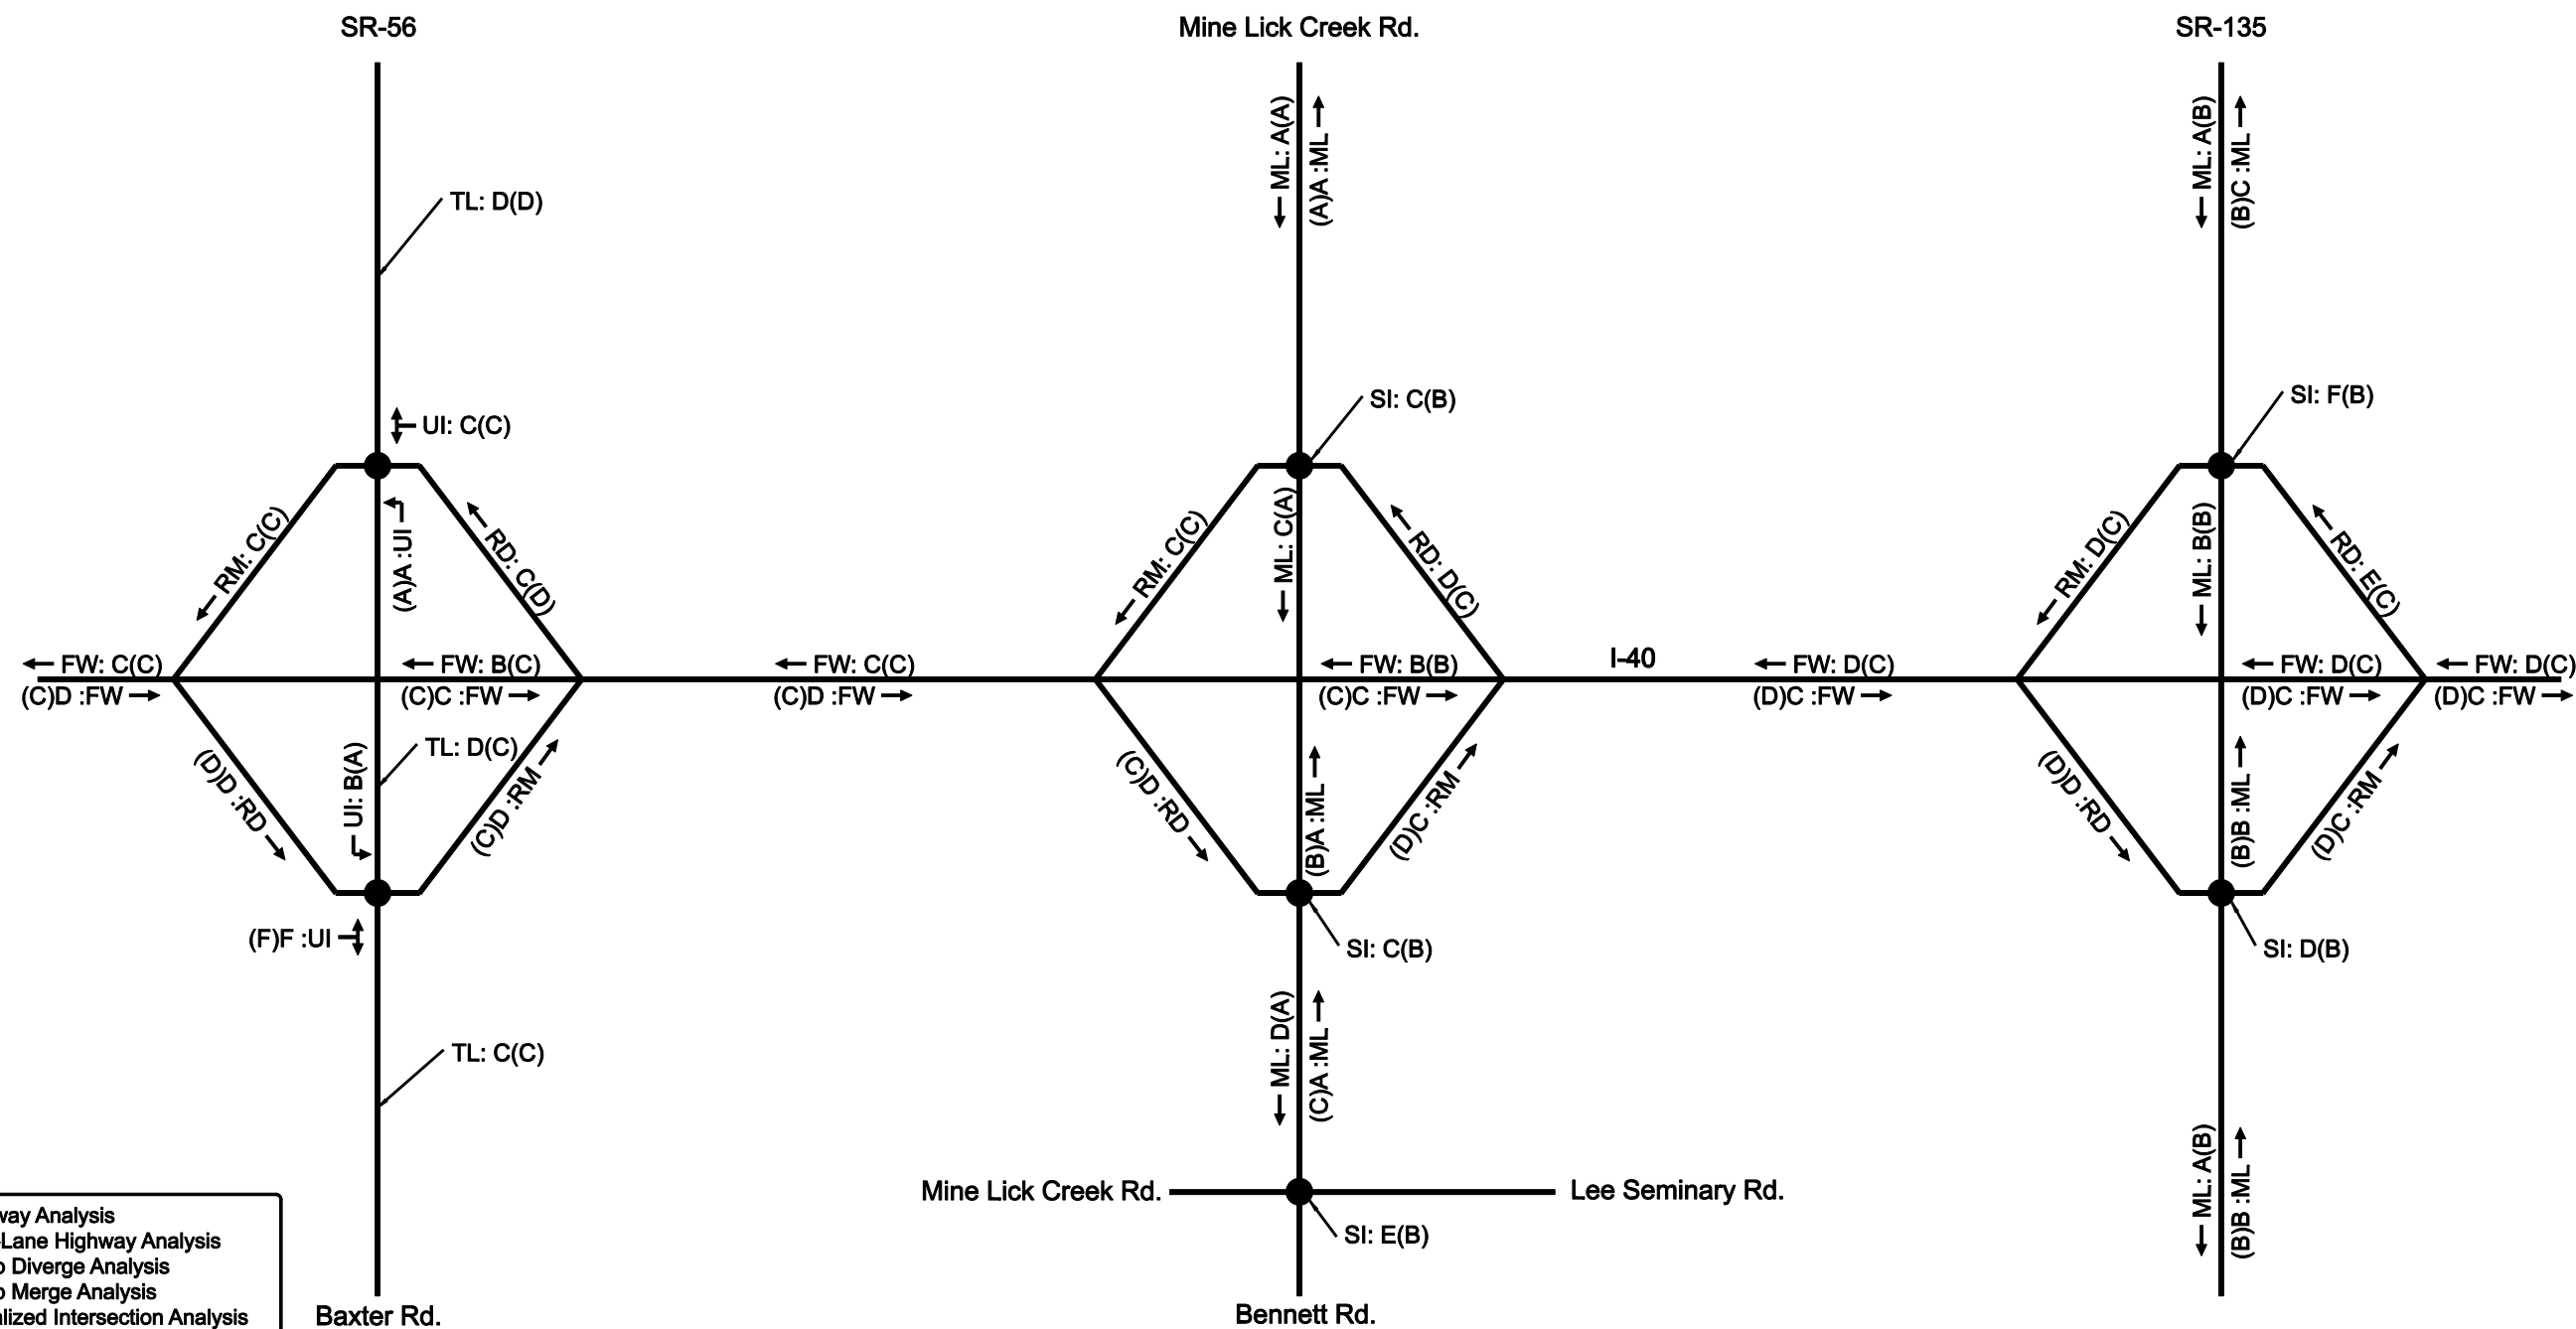 SR-56
Mine Lick Creek Rd.
SR-135
ML: A(A)
(A)A :ML
ML: A(B)
(B)C :ML
TL: D(D)
UI: C(C)
SI: C(B)
SI: F(B)
RM: C(C)
(A)A :UI
RD: C(D)
RM: C(C)
ML: C(A)
RD: D(C)
RM: D(C)
ML: B(B)
RD: E(C)
FW: C(C)
(C)D :FW
FW: B(C)
(C)C :FW
FW: C(C)
(C)D :FW
FW: B(B)
(C)C :FW
I-40
FW: D(C)
(D)C :FW
FW: D(C)
(D)C :FW
FW: D(C)
(D)C :FW
(D)D :RD
UI: B(A)
TL: D(C)
(C)D :RM
(C)D :RD
(B)A :ML
(D)C :RM
(D)D :RD
(B)B :ML
(D)C :RM
(F)F :UI
SI: C(B)
SI: D(B)
TL: C(C)
ML: D(A)
(C)A :ML
ML: A(B)
(B)B :ML
Mine Lick Creek Rd.
Lee Seminary Rd.
SI: E(B)
way Analysis
-Lane Highway Analysis
Diverge Analysis
Merge Analysis
alized Intersection Analysis
Baxter Rd.
Bennett Rd.